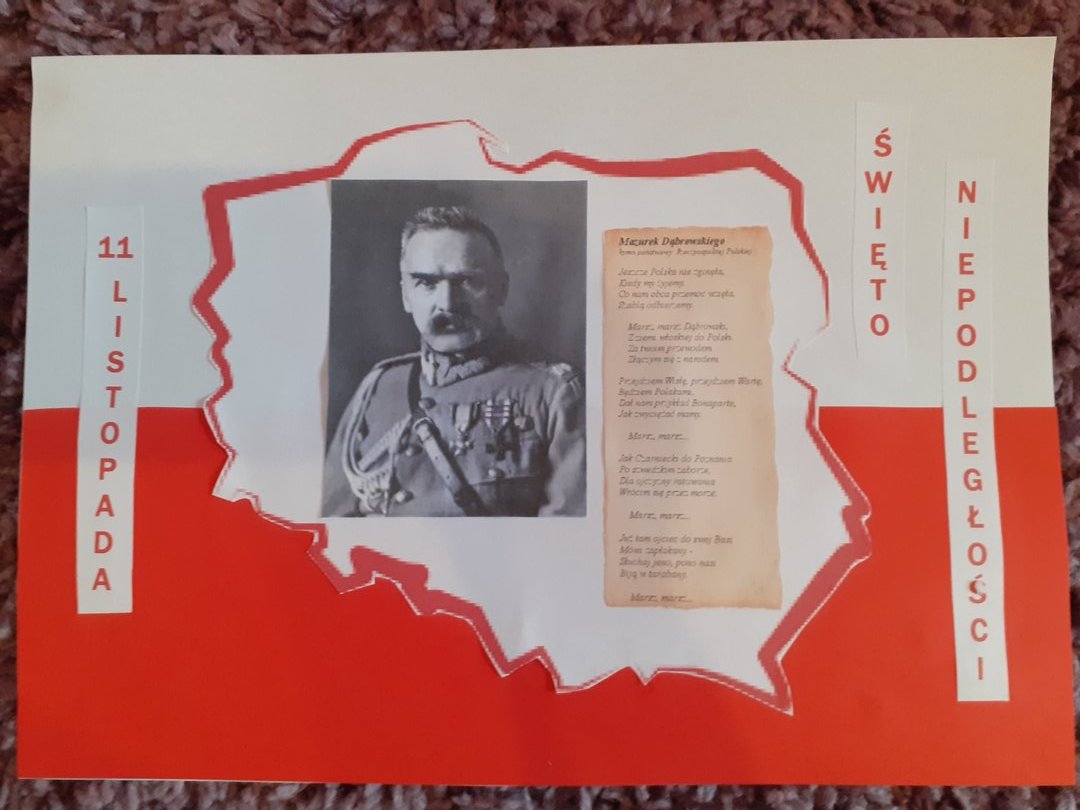 11 LISTOPADA
Mazurek Dąbrowskiego
hymn państwowy Rzeczpospolitej Polskiej
Jeszcze Polska nie zginęła,
Kiedy my żyjemy.
Co nam obca przemoc wzięła,
Szablą odbierzemy.
Marsz, marsz Dąbrowski,
Z ziemi włoskiej do Polski.
Za twoim przewodem
Złączym się z narodem.
Przejdziem Wisłę, przejdziem Wartę,
Będziem Polakami,
Dał nam przykład Bonaparte,
Jak zwyciężać mamy.
Marsz, marsz...
Jak Czarniecki do Poznania
Po szwedzkim zaborze,
Dla ojczyzny ratowania
Wrócim się przez morze.
Marsz, marsz...
Już tam ojciec do swej Basi
Mówi zapłakany -
Słuchaj jeno, pono nasi
Biją w tarabany.
Marsz, marsz...
ŚWIĘTO
NIEPODLEGŁOŚCI